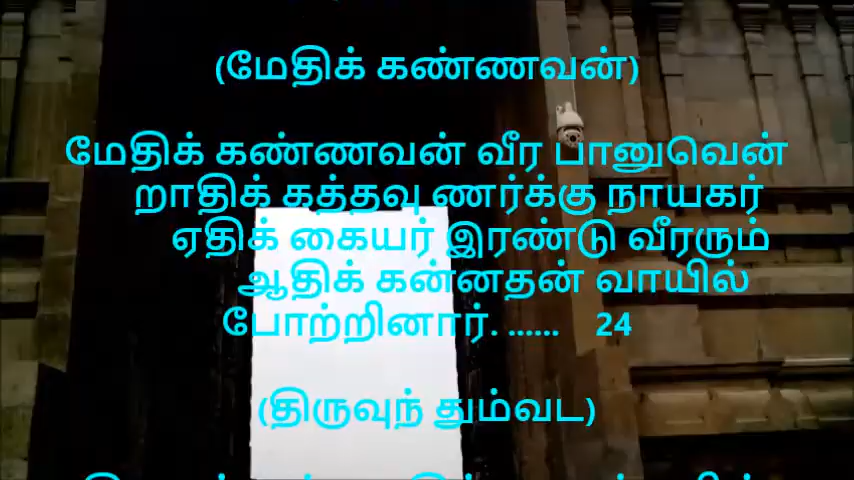 (மேதிக் கண்ணவன்)
மேதிக் கண்ணவன் வீர பானுவென்
றாதிக் கத்தவு ணர்க்கு நாயகர்
ஏதிக் கையர் இரண்டு வீரரும்
ஆதிக் கன்னதன் வாயில்
போற்றினார். ...... 24
(திருவுந் தும்வட)